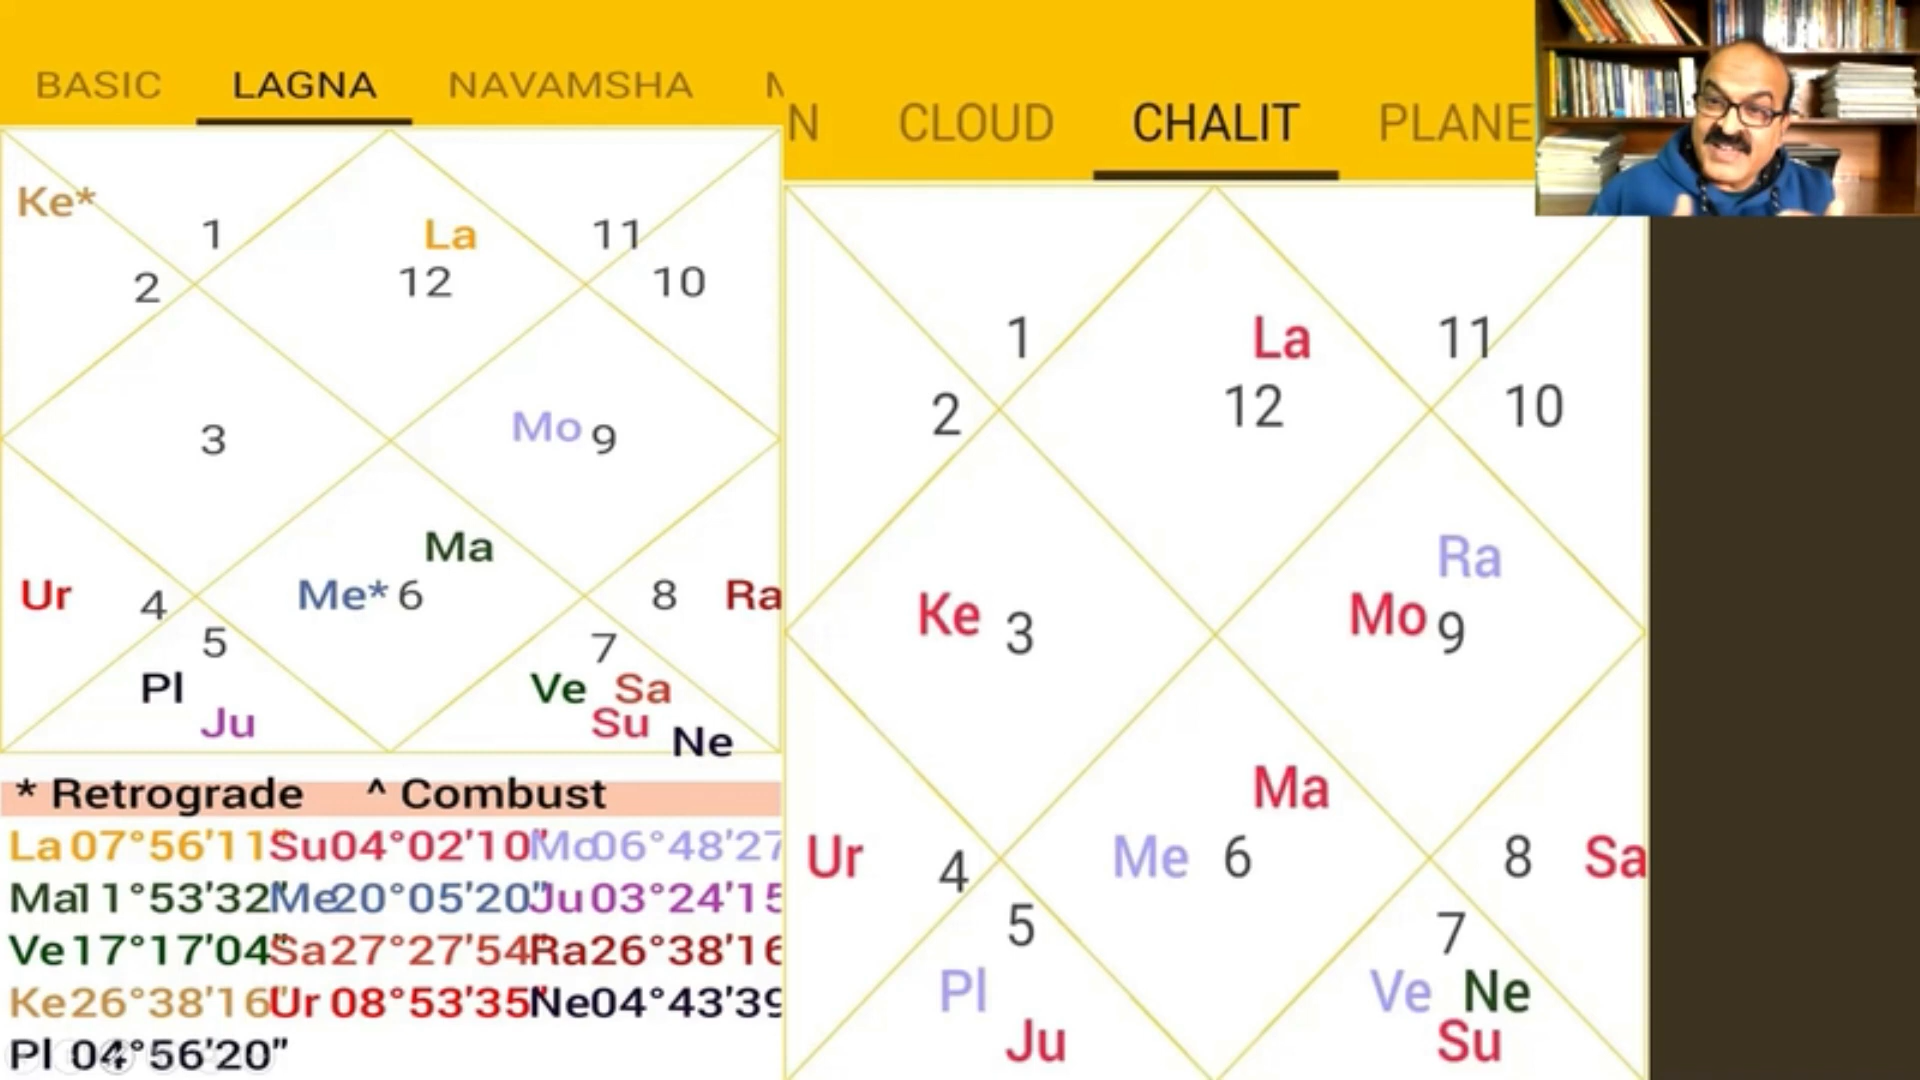 BASIC LAGNA NAVAMSHA
Ke*
1
La
11
2
12
10
3
Mo 9
Ma
Ur
4
Me* 6
8
Ra
5
7
Pl
Ve Sa
Ju
Su
Ne
* Retrograde ^ Combust
La 07°56'11" Su 04°02'10" Mo 06°48'27
Ma 11°53'32" Me 20°05'20" Ju 03°24'15
Ve 17°17'04" Sa 27°27'54" Ra 26°38'16
Ke 26°38'16" Ur 08°53'35" Ne 04°43'39
Pl 04°56'20"
N CLOUD CHALIT PLANE
1
La
11
2
12
10
Ra
Ke 3
Mo 9
Ma
Ur
4
Me 6
8
Sa
5
7
Pl
Ve Ne
Ju
Su